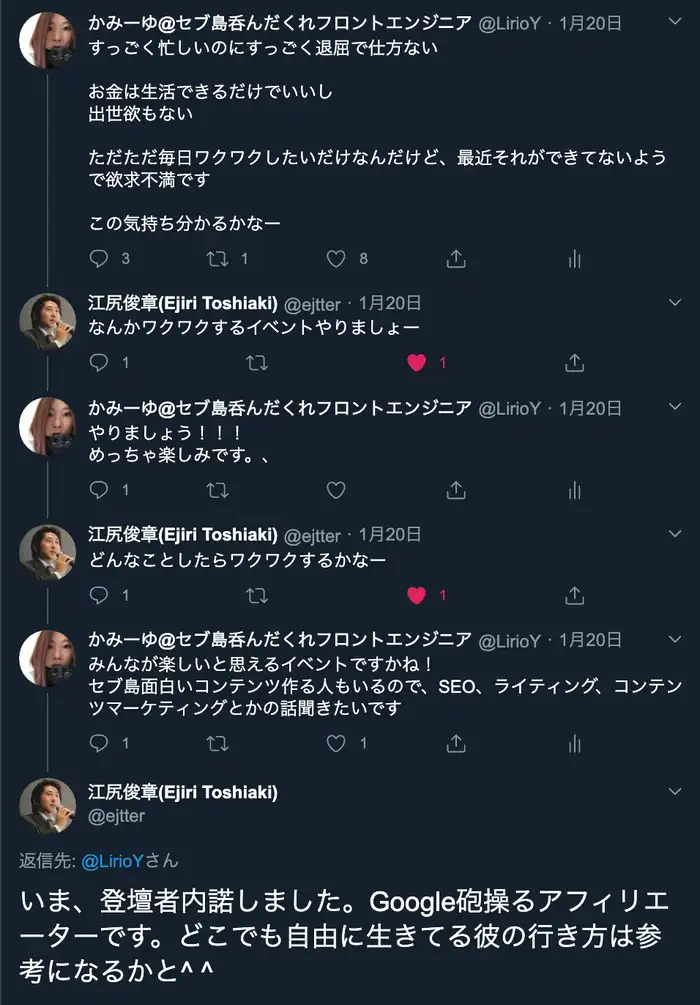 かみーゆ@セブ島呑んだくれフロントエンジニア @LirioY · 1月20日
すっごく忙しいのにすっごく退屈で仕方ない
お金は生活できるだけでいいし
出世欲もない
ただただ毎日ワクワクしたいだけなんだけど、最近それができてないよう
で欲求不満です
この気持ち分かるかなー
3 1 8
江尻俊章(Ejiri Toshiaki) @ejtter · 1月20日
なんかワクワクするイベントやりましょー
1 1
かみーゆ@セブ島呑んだくれフロントエンジニア @LirioY · 1月20日
やりましょう！！！
めっちゃ楽しみです。、
1
江尻俊章(Ejiri Toshiaki) @ejtter · 1月20日
どんなことしたらワクワクするかなー
1 1
かみーゆ@セブ島呑んだくれフロントエンジニア @LirioY · 1月20日
みんなが楽しいと思えるイベントですかね！
セブ島面白いコンテンツ作る人もいるので、SEO、ライティング、コンテン
ツマーケティングとかの話聞きたいです
1 1
江尻俊章(Ejiri Toshiaki)
@ejtter
返信先: @LirioYさん
いま、登壇者内諾しました。Google砲操るアフィリエ
ーターです。どこでも自由に生きてる彼の行き方は参
考になるかと^ ^